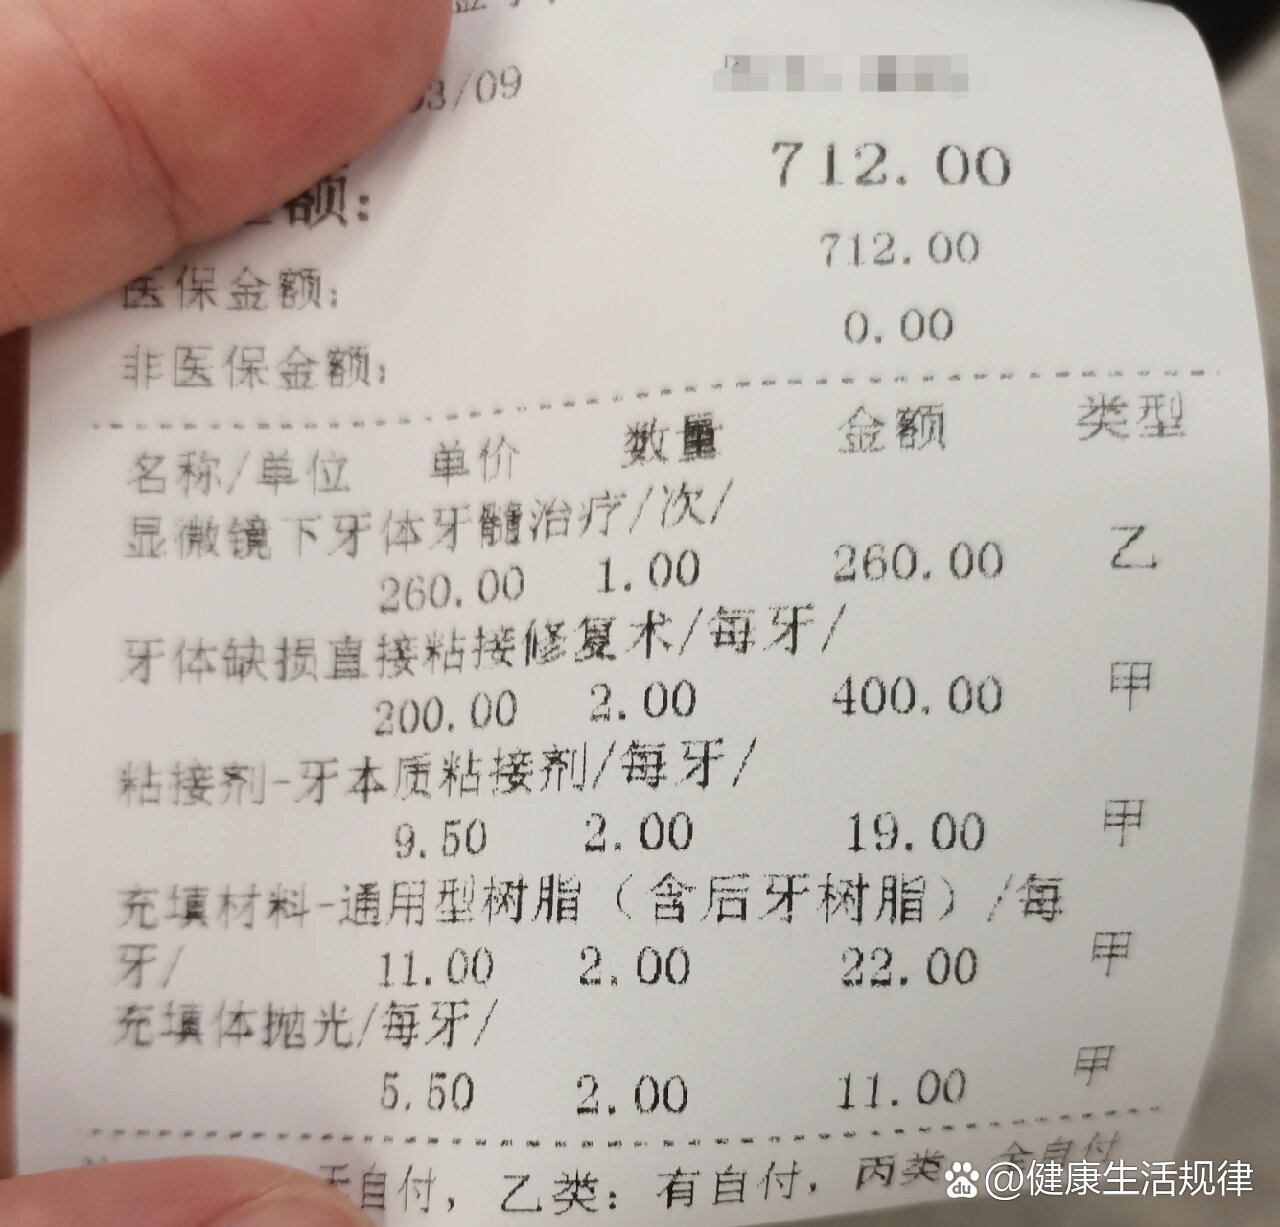 3/09
712.00
额:
712.00
医保金额:
0.00
非医保金额:
名称/单位 单价 数量 金额 类型
显微镜下牙体牙髓治疗/次/
260.00 1.00 260.00 乙
牙体缺损直接粘接修复术/每牙/
200.00 2.00 400.00 甲
粘接剂-牙本质粘接剂/每牙/
9.50 2.00 19.00 甲
充填材料-通用型树脂（含后牙树脂）/每
牙/ 11.00 2.00 22.00 甲
充填体抛光/每牙/
5.50 2.00 11.00 甲
自付，乙类：有自付，丙类 全自付
Bai du @健康生活规律